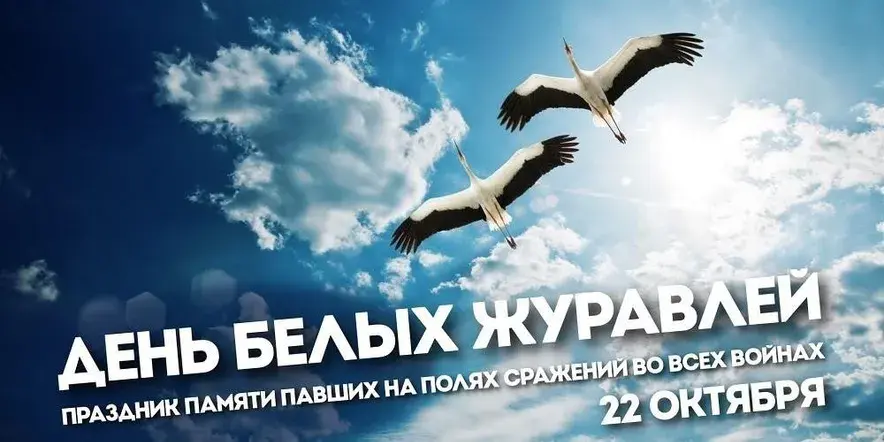 ДЕНЬ БЕЛЫХ ЖУРАВЛЕЙ
ПРАЗДНИК ПАМЯТИ ПАВШИХ НА ПОЛЯХ СРАЖЕНИЙ ВО ВСЕХ ВОЙНАХ
22 ОКТЯБРЯ